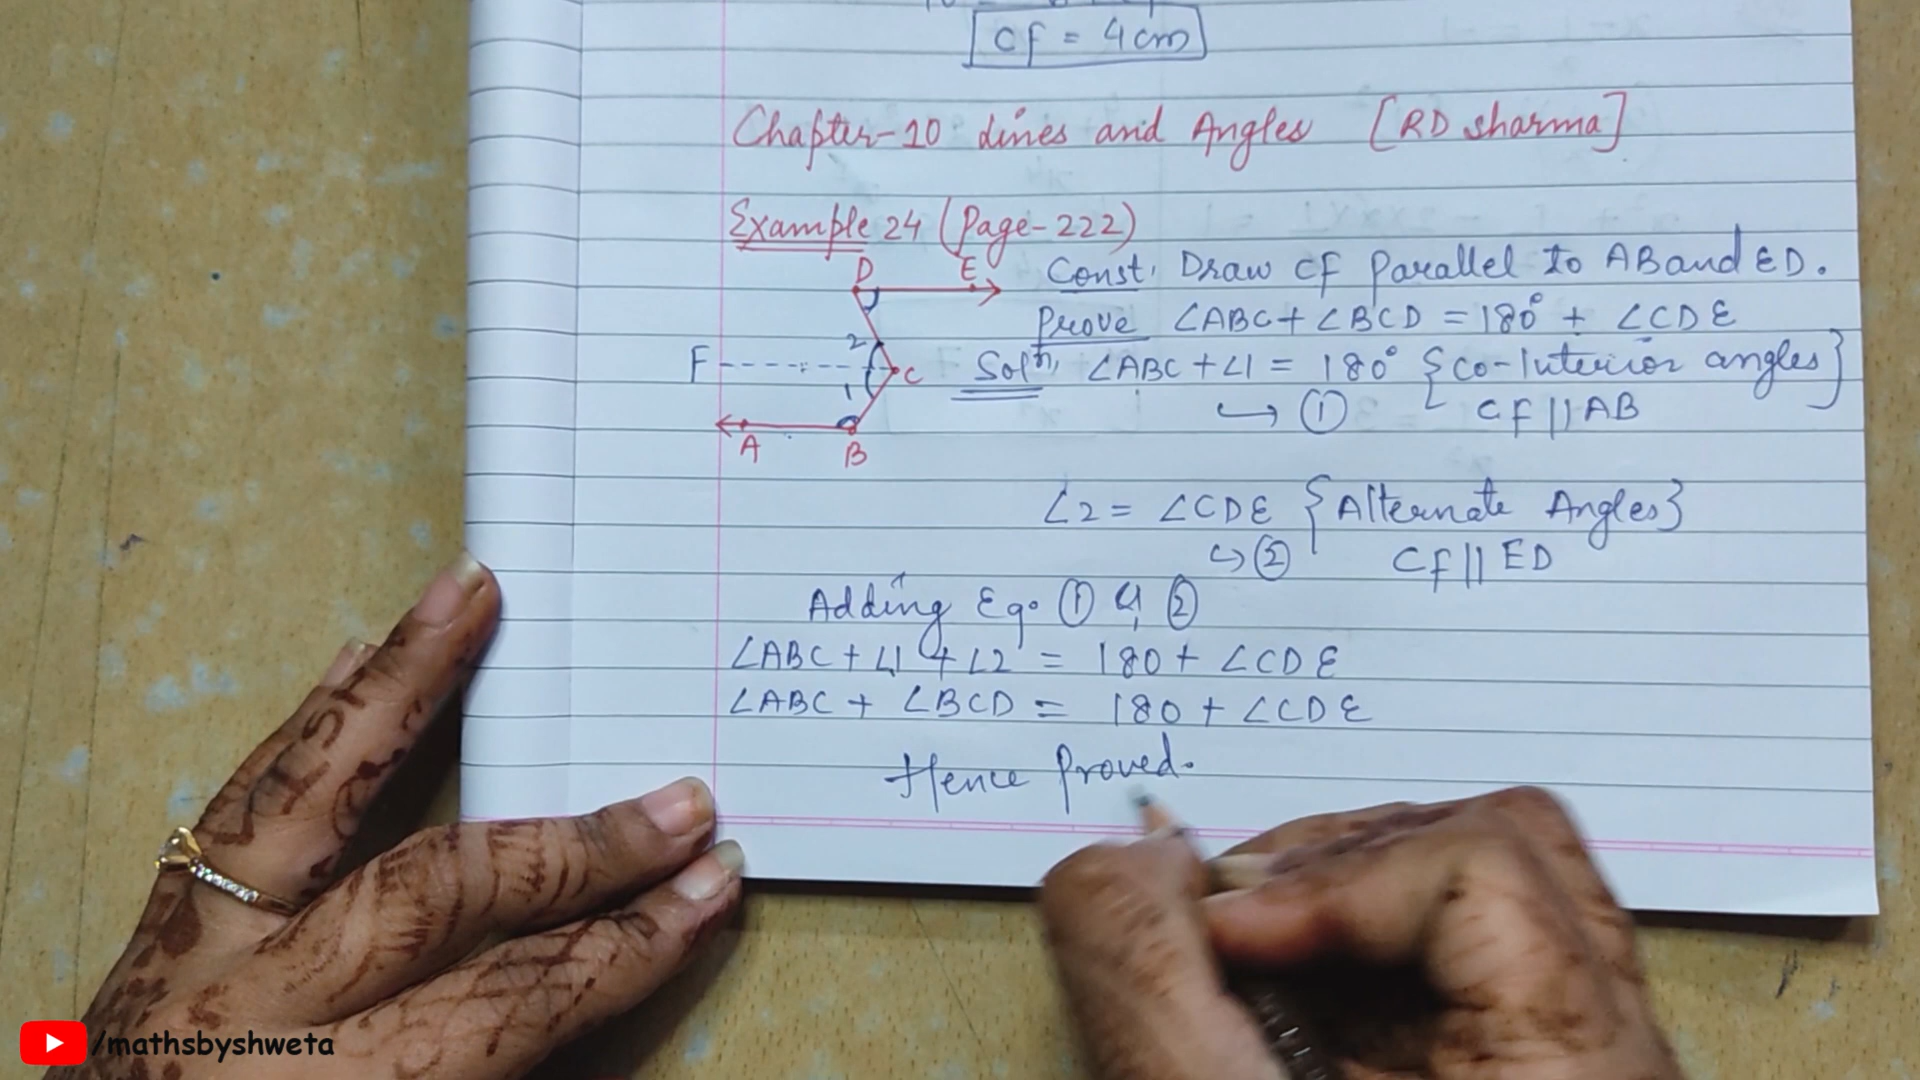 CF = 4cm
Chapter-10 Lines and Angles [RD Sharma]
Example 24 (Page-222)
D E
Const. Draw CF Parallel to AB and ED.
Prove ∠ABC + ∠BCD = 180° + ∠CDE
2
F C
Solⁿ, ∠ABC + ∠1 = 180° {Co-Interior angles}
1
↪ ① CF || AB
A B
∠2 = ∠CDE {Alternate Angles}
↪ ② CF || ED
Adding Eq. ① & ②
∠ABC + ∠1 + ∠2 = 180 + ∠CDE
∠ABC + ∠BCD = 180 + ∠CDE
Hence Proved.
/mathsbyshweta